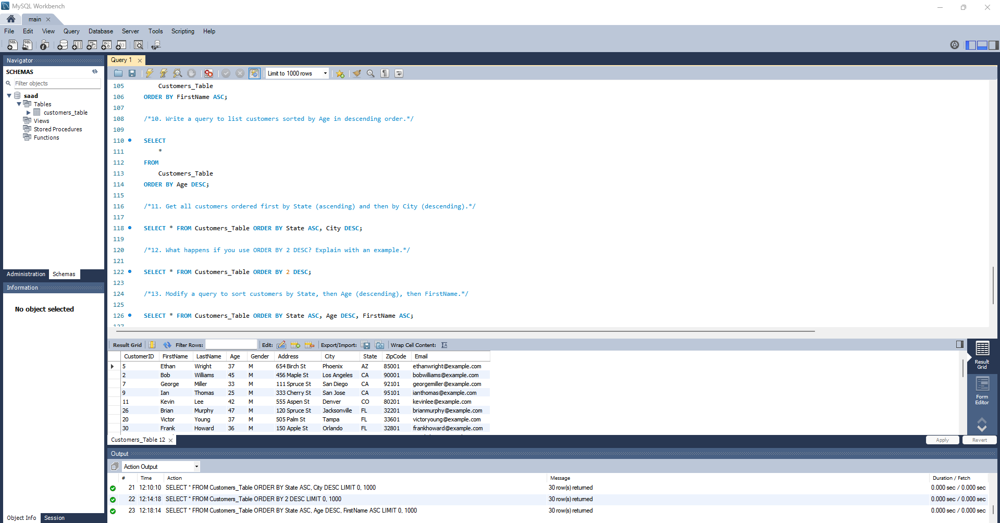 MySQL Workbench
main
File Edit View Query Database Server Tools Scripting Help
Navigator
SCHEMAS
Filter objects
saad
Tables
customers_table
Views
Stored Procedures
Functions
Administration Schemas
Information
No object selected
Object Info Session
Query 1
Limit to 1000 rows
105 Customers_Table
106 ORDER BY FirstName ASC;
107
108 /*10. Write a query to list customers sorted by Age in descending order.*/
109
110 SELECT
111 *
112 FROM
113 Customers_Table
114 ORDER BY Age DESC;
115
116 /*11. Get all customers ordered first by State (ascending) and then by City (descending).*/
117
118 SELECT * FROM Customers_Table ORDER BY State ASC, City DESC;
119
120 /*12. What happens if you use ORDER BY 2 DESC? Explain with an example.*/
121
122 SELECT * FROM Customers_Table ORDER BY 2 DESC;
123
124 /*13. Modify a query to sort customers by State, then Age (descending), then FirstName.*/
125
126 SELECT * FROM Customers_Table ORDER BY State ASC, Age DESC, FirstName ASC;
127
Result Grid Filter Rows: Edit: Export/Import: Wrap Cell Content:
CustomerID FirstName LastName Age Gender Address City State ZipCode Email
5 Ethan Wright 37 M 654 Birch St Phoenix AZ 85001 ethanwright@example.com
2 Bob Williams 45 M 456 Maple St Los Angeles CA 90001 bobwilliams@example.com
7 George Miller 33 M 111 Spruce St San Diego CA 92101 georgemiller@example.com
9 Ian Thomas 25 M 333 Cherry St San Jose CA 95101 ianthomas@example.com
11 Kevin Lee 42 M 555 Aspen St Denver CO 80201 kevinlee@example.com
26 Brian Murphy 47 M 120 Spruce St Jacksonville FL 32201 brianmurphy@example.com
20 Victor Young 37 M 505 Palm St Tampa FL 33601 victoryoung@example.com
30 Frank Howard 36 M 150 Apple St Orlando FL 32801 frankhoward@example.com
Result
Grid
Form
Editor
Customers_Table 12
Apply Revert
Output
Action Output
# Time Action Message Duration / Fetch
21 12:10:10 SELECT * FROM Customers_Table ORDER BY State ASC, City DESC LIMIT 0, 1000 30 row(s) returned 0.000 sec / 0.000 sec
22 12:14:18 SELECT * FROM Customers_Table ORDER BY 2 DESC LIMIT 0, 1000 30 row(s) returned 0.000 sec / 0.000 sec
23 12:18:14 SELECT * FROM Customers_Table ORDER BY State ASC, Age DESC, FirstName ASC LIMIT 0, 1000 30 row(s) returned 0.000 sec / 0.000 sec